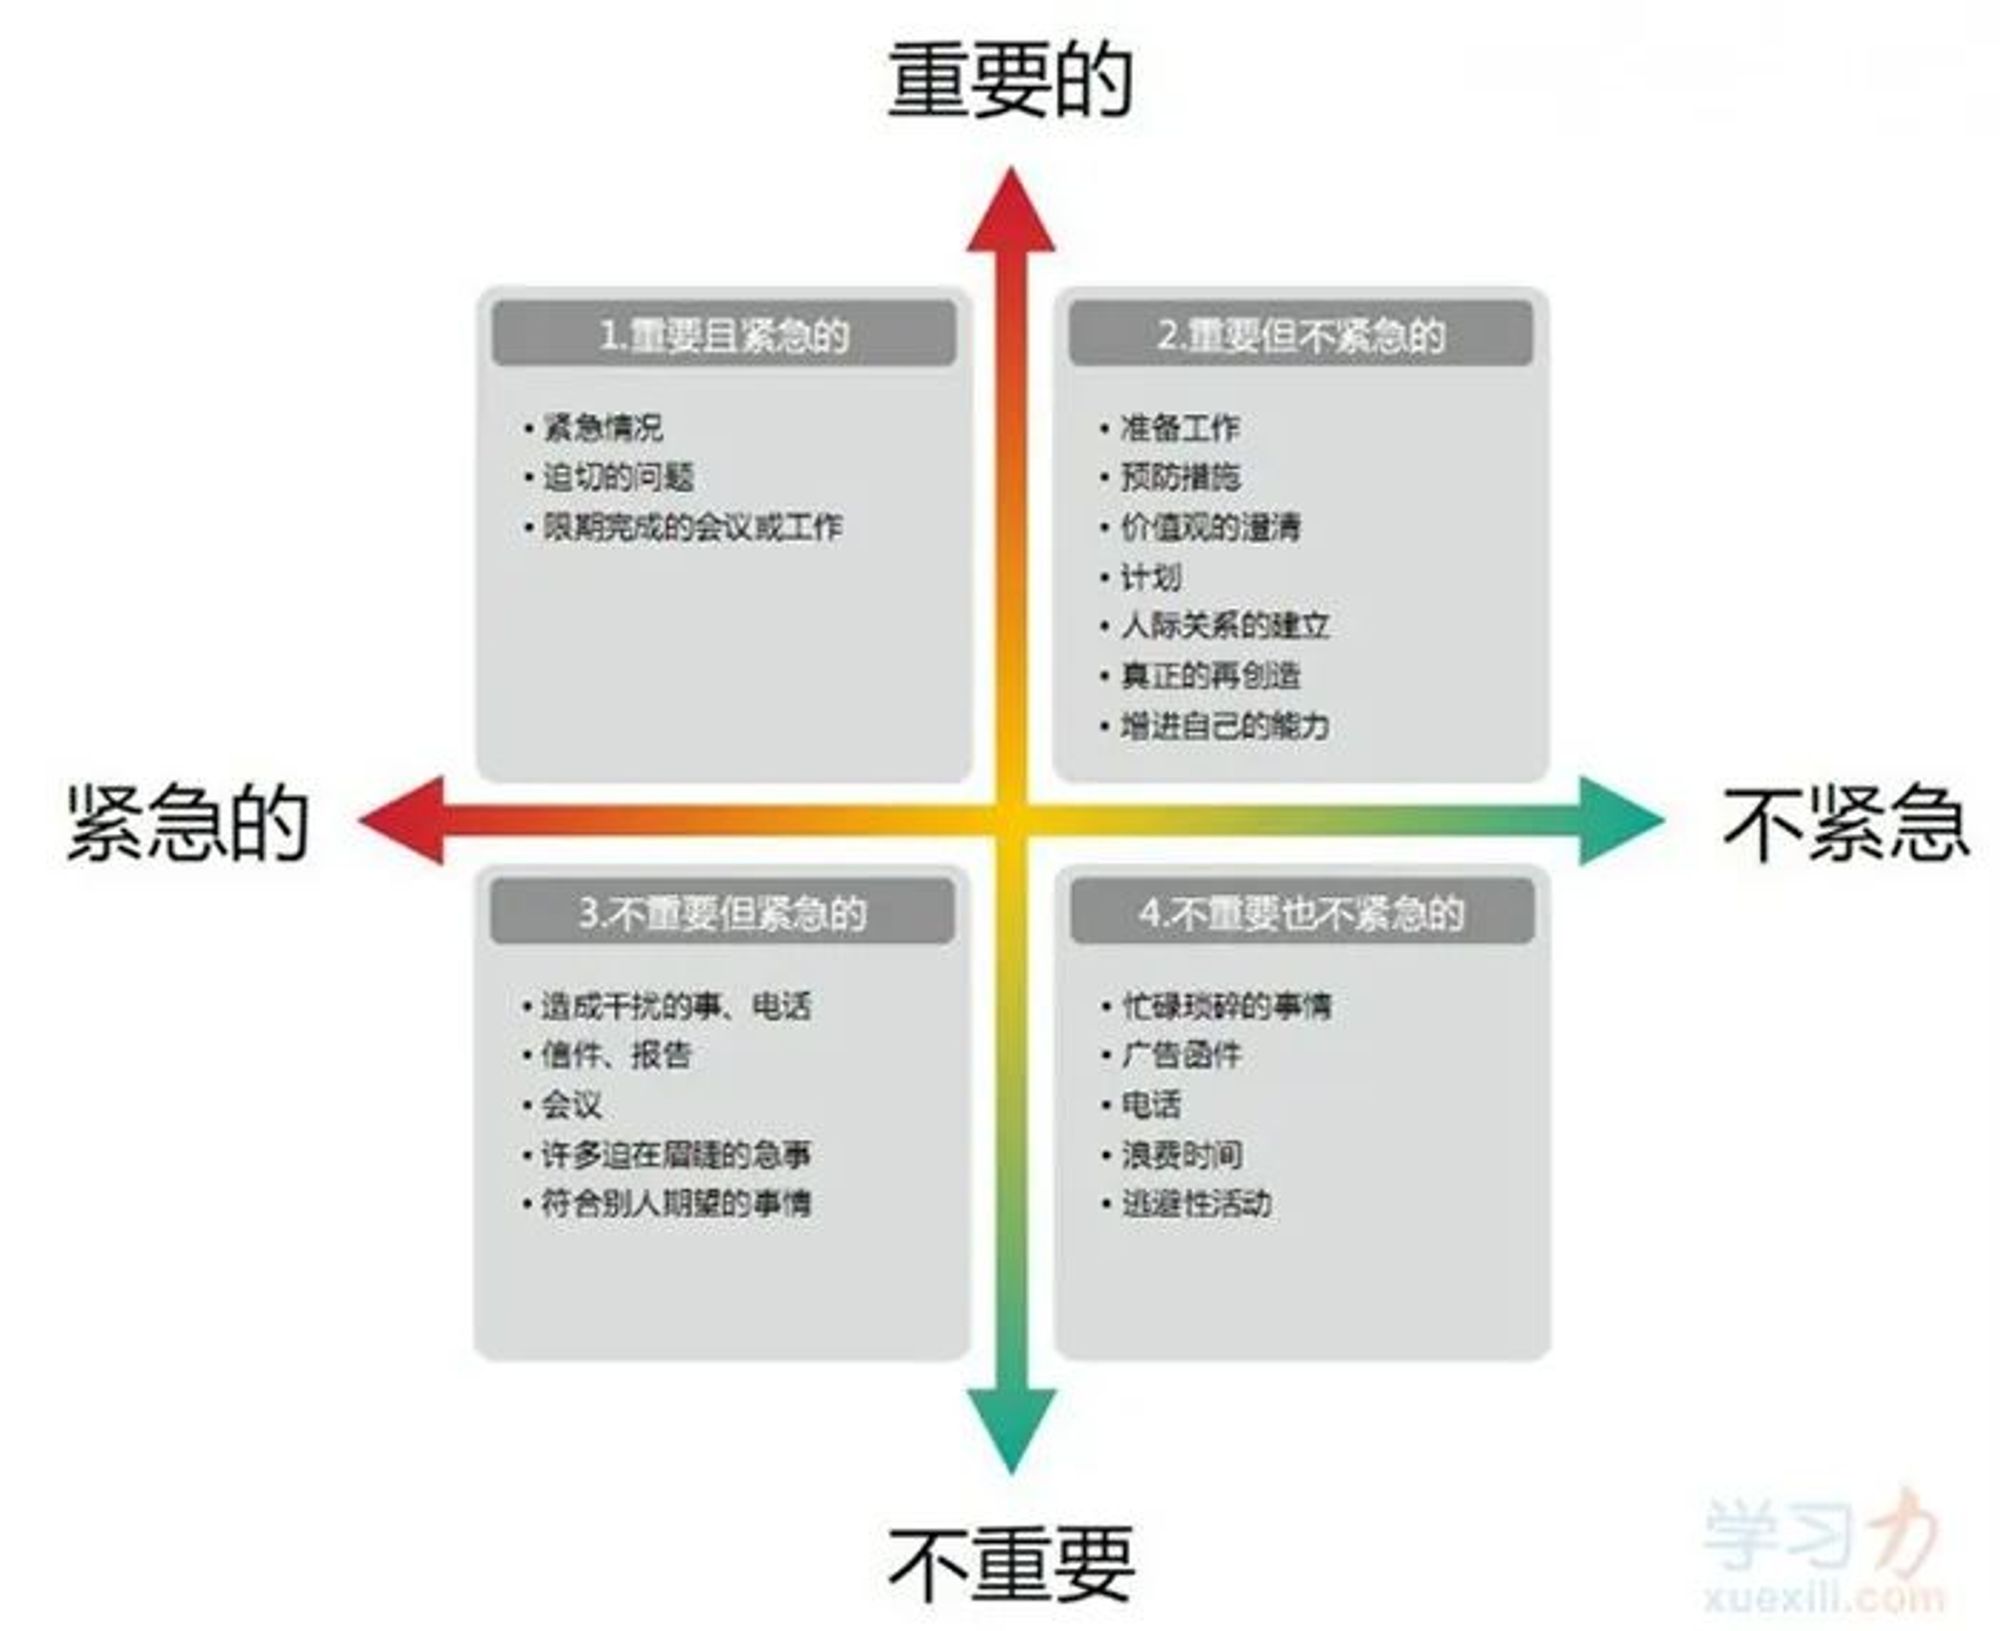 重要的
1.重要且紧急的
• 紧急情况
• 迫切的问题
• 限期完成的会议或工作
2.重要但不紧急的
• 准备工作
• 预防措施
• 价值观的澄清
• 计划
• 人际关系的建立
• 真正的再创造
• 增进自己的能力
紧急的
不紧急
3.不重要但紧急的
• 造成干扰的事、电话
• 信件、报告
• 会议
• 许多迫在眉睫的急事
• 符合别人期望的事情
4.不重要也不紧急的
• 忙碌琐碎的事情
• 广告函件
• 电话
• 浪费时间
• 逃避性活动
不重要
学习力
xuexili.com